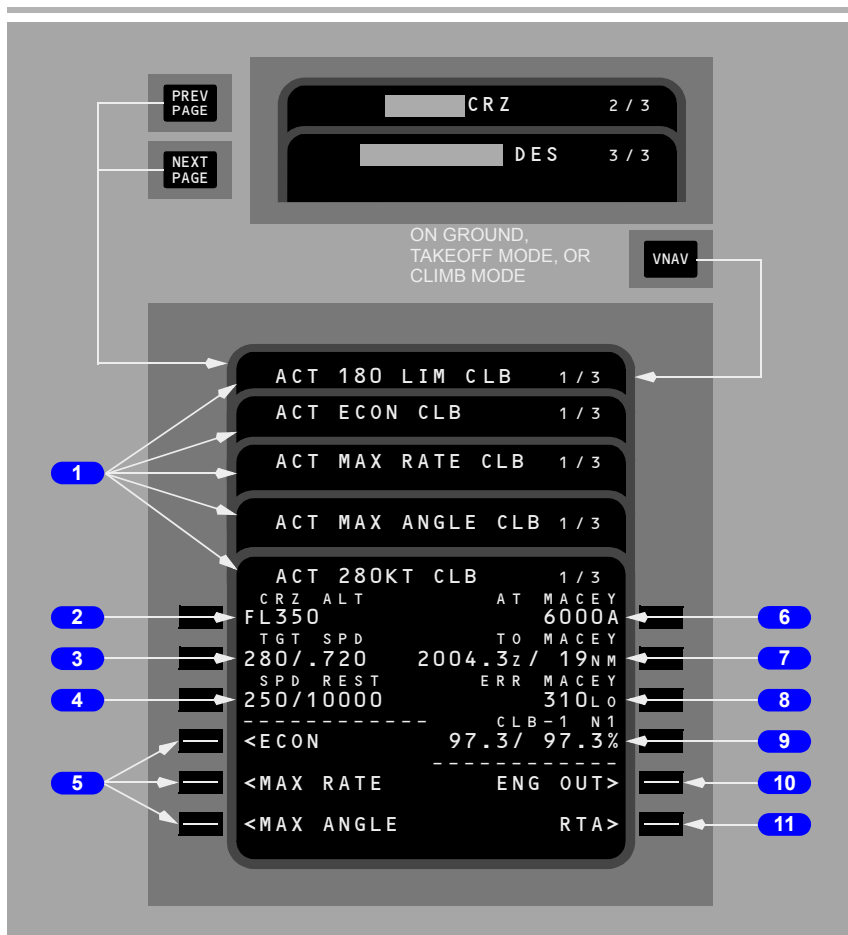 PREV
PAGE
CRZ 2/3
NEXT
PAGE
DES 3/3
ON GROUND,
TAKEOFF MODE, OR
CLIMB MODE
VNAV
ACT 180 LIM CLB 1/3
ACT ECON CLB 1/3
1
ACT MAX RATE CLB 1/3
ACT MAX ANGLE CLB 1/3
ACT 280KT CLB 1/3
CRZ ALT AT MACEY
2 FL350 6000A 6
TGT SPD TO MACEY
3 280/.720 2004.3z/ 19NM 7
SPD REST ERR MACEY
4 250/10000 310LO 8
------------- CLB-1 N1
<ECON 97.3/ 97.3% 9
------------
5 <MAX RATE ENG OUT> 10
<MAX ANGLE RTA> 11